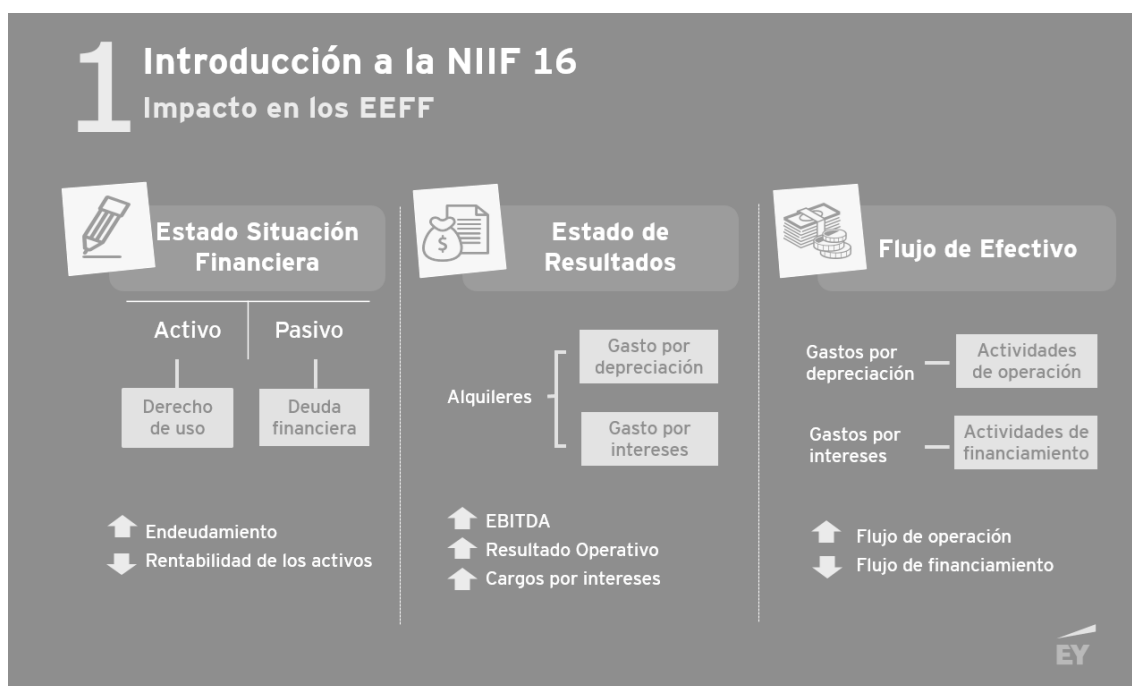 1
Introducción a la NIIF 16
Impacto en los EEFF
Estado Situación
Financiera
Activo
Pasivo
Derecho
de uso
Deuda
financiera
Endeudamiento
Rentabilidad de los activos
$
Estado de
Resultados
Alquileres
Gasto por
depreciación
Gasto por
intereses
EBITDA
Resultado Operativo
Cargos por intereses
Flujo de Efectivo
Gastos por
depreciación
Actividades
de operación
Gastos por
intereses
Actividades de
financiamiento
Flujo de operación
Flujo de financiamiento
EY